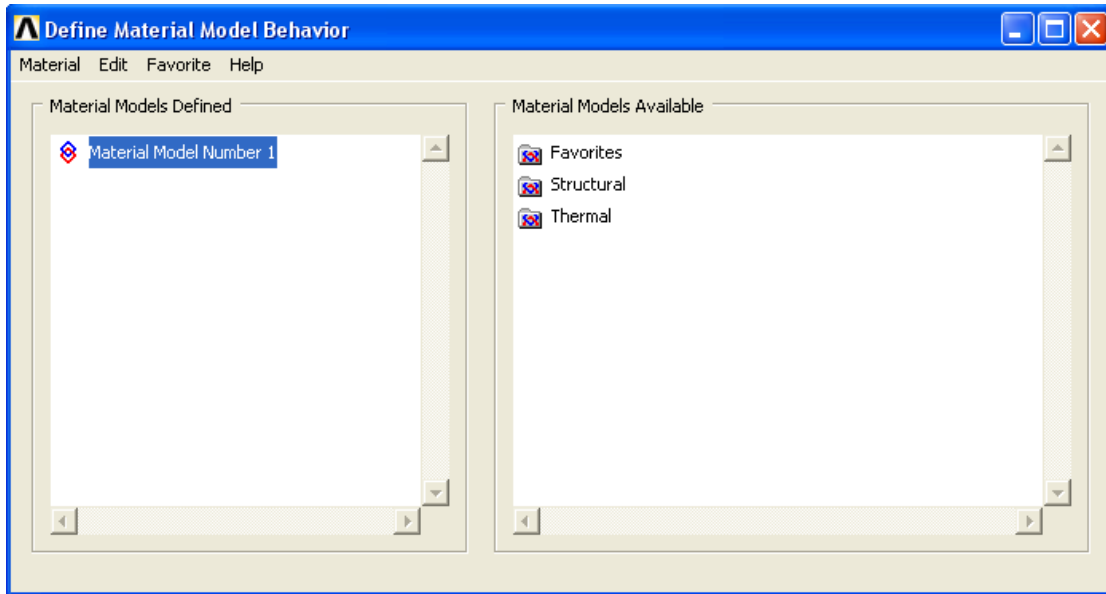 Define Material Model Behavior
Material Edit Favorite Help
Material Models Defined
Material Model Number 1
Material Models Available
Favorites
Structural
Thermal